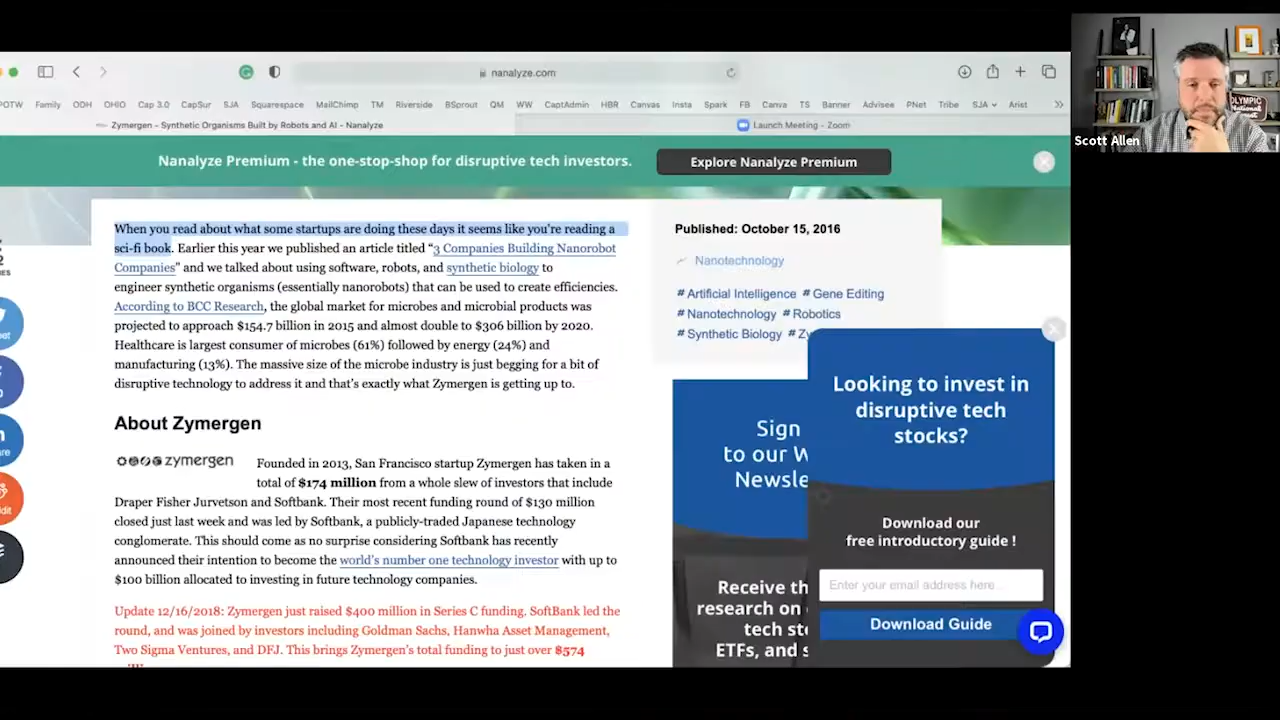 Scott Allen
OLYMPIC
National
nanalyze.com
POTW Family ODH OHIO Cap 3.0 CapSur SJA Squarespace MailChimp TM Riverside BSprout QM WW CaptAdmin HBR Canvas Insta Spark FB Canva TS Banner Advisee PNet Tribe SJA Arist
Zymergen - Synthetic Organisms Built by Robots and AI - Nanalyze
Launch Meeting - Zoom
Nanalyze Premium - the one-stop-shop for disruptive tech investors.
Explore Nanalyze Premium
When you read about what some startups are doing these days it seems like you're reading a
sci-fi book. Earlier this year we published an article titled “3 Companies Building Nanorobot
Companies” and we talked about using software, robots, and synthetic biology to
engineer synthetic organisms (essentially nanorobots) that can be used to create efficiencies.
According to BCC Research, the global market for microbes and microbial products was
projected to approach $154.7 billion in 2015 and almost double to $306 billion by 2020.
Healthcare is largest consumer of microbes (61%) followed by energy (24%) and
manufacturing (13%). The massive size of the microbe industry is just begging for a bit of
disruptive technology to address it and that's exactly what Zymergen is getting up to.
About Zymergen
zymergen
Founded in 2013, San Francisco startup Zymergen has taken in a
total of $174 million from a whole slew of investors that include
Draper Fisher Jurvetson and Softbank. Their most recent funding round of $130 million
closed just last week and was led by Softbank, a publicly-traded Japanese technology
conglomerate. This should come as no surprise considering Softbank has recently
announced their intention to become the world's number one technology investor with up to
$100 billion allocated to investing in future technology companies.
Update 12/16/2018: Zymergen just raised $400 million in Series C funding. SoftBank led the
round, and was joined by investors including Goldman Sachs, Hanwha Asset Management,
Two Sigma Ventures, and DFJ. This brings Zymergen's total funding to just over $574
Published: October 15, 2016
Nanotechnology
# Artificial Intelligence # Gene Editing
# Nanotechnology # Robotics
# Synthetic Biology # Zy
Sign
to our W
Newsle
Receive th
research on
tech sto
ETFs, and s
Looking to invest in
disruptive tech
stocks?
Download our
free introductory guide !
Enter your email address here...
Download Guide